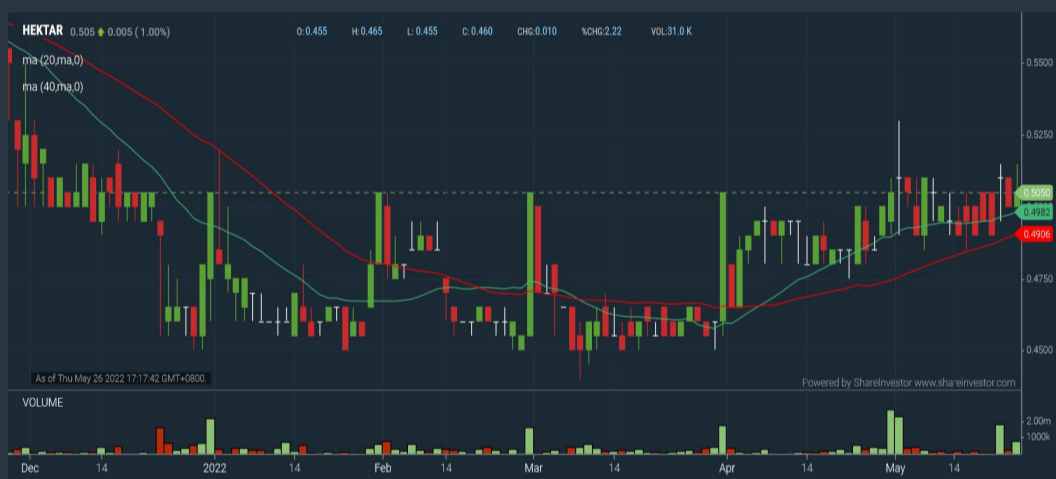 HEKTAR 0.505 0.005 ( 1.00%) O: 0.455 H: 0.465 L: 0.455 C: 0.460 CHG:0.010 %CHG:2.22 VOL:31.0 K
ma (20,ma,0)
ma (40,ma,0)
0.5500
0.5250
0.5050
0.4982
0.4906
0.4750
0.4500
As of Thu May 26 2022 17:17:42 GMT+0800.
Powered by ShareInvestor www.shareinvestor.com
VOLUME
2.00m
1000k
Dec 14 2022 14 Feb 14 Mar 14 Apr 14 May 14